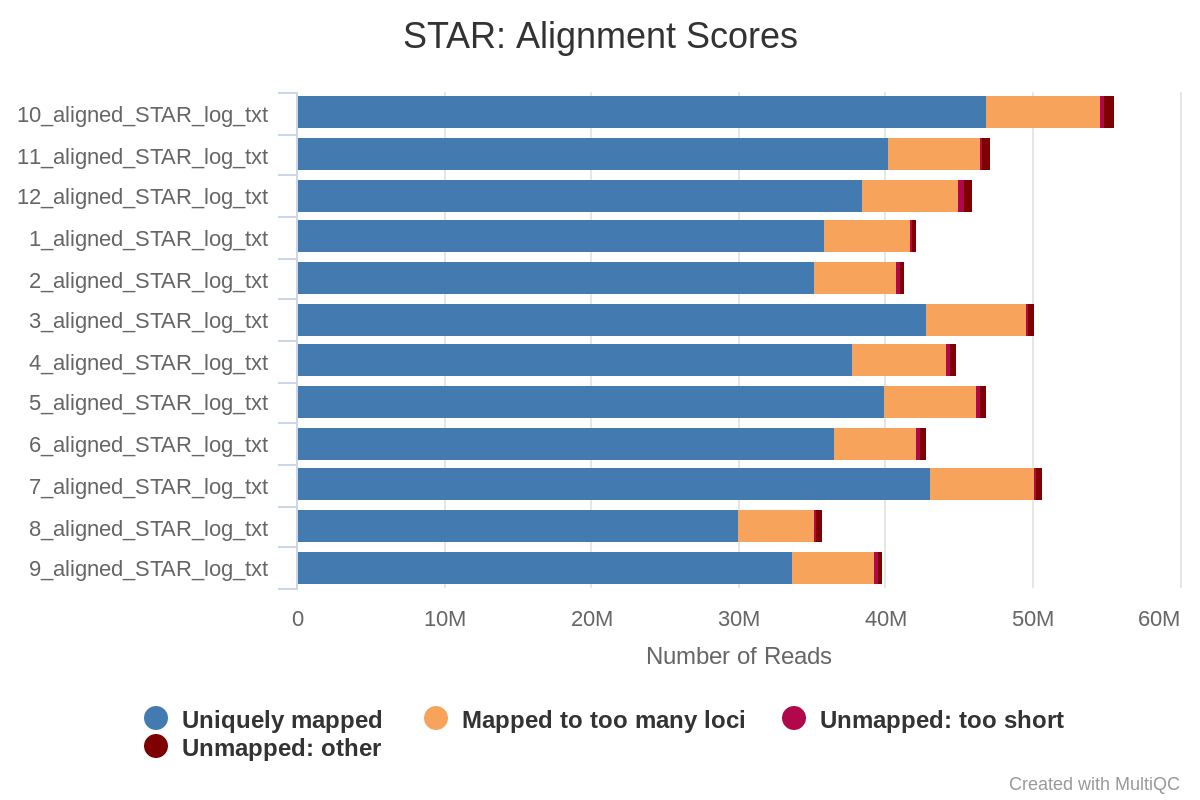 STAR: Alignment Scores
10_aligned_STAR_log_txt
11_aligned_STAR_log_txt
12_aligned_STAR_log_txt
1_aligned_STAR_log_txt
2_aligned_STAR_log_txt
3_aligned_STAR_log_txt
4_aligned_STAR_log_txt
5_aligned_STAR_log_txt
6_aligned_STAR_log_txt
7_aligned_STAR_log_txt
8_aligned_STAR_log_txt
9_aligned_STAR_log_txt
0 10M 20M 30M 40M 50M 60M
Number of Reads
Uniquely mapped Mapped to too many loci Unmapped: too short
Unmapped: other
Created with MultiQC